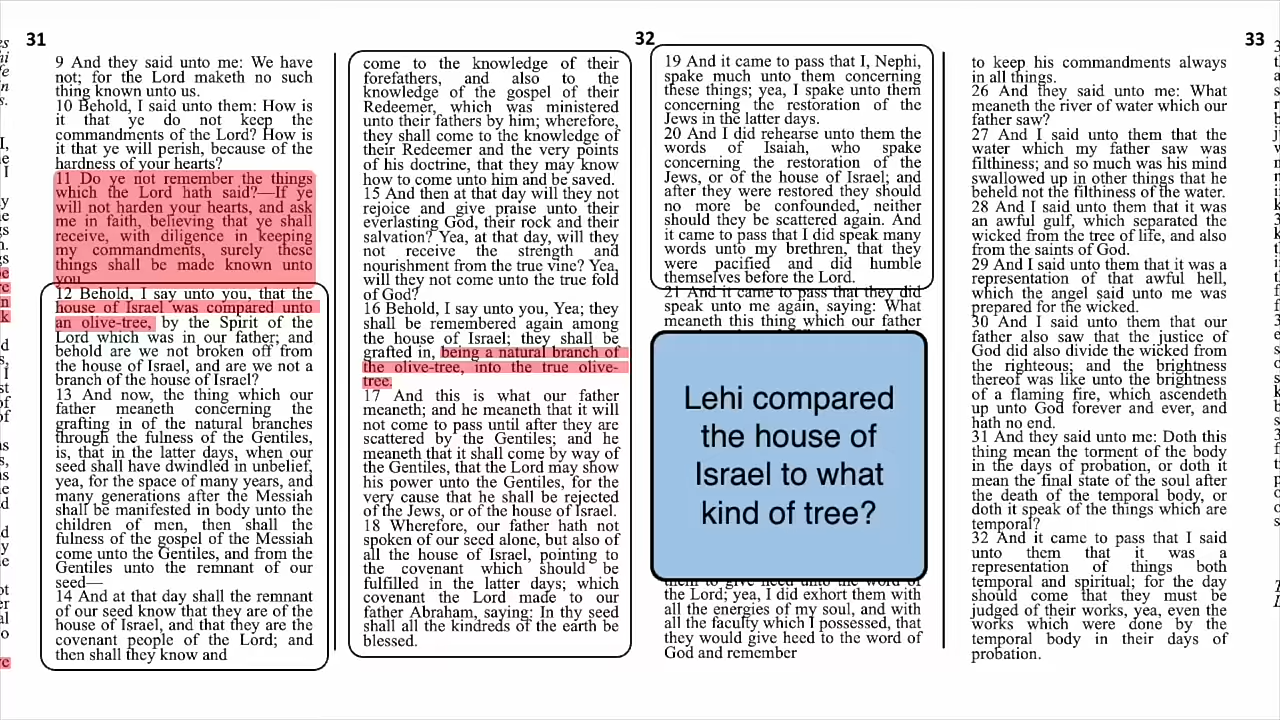 31
9 And they said unto me: We have
not; for the Lord maketh no such
thing known unto us.
10 Behold, I said unto them: How is
it that ye do not keep the
commandments of the Lord? How is
it that ye will perish, because of the
hardness of your hearts?
11 Do ye not remember the things
which the Lord hath said?—If ye
will not harden your hearts, and ask
me in faith, believing that ye shall
receive, with diligence in keeping
my commandments, surely these
things shall be made known unto
you.
12 Behold, I say unto you, that the
house of Israel was compared unto
an olive-tree, by the Spirit of the
Lord which was in our father; and
behold are we not broken off from
the house of Israel, and are we not a
branch of the house of Israel?
13 And now, the thing which our
father meaneth concerning the
grafting in of the natural branches
through the fulness of the Gentiles,
is, that in the latter days, when our
seed shall have dwindled in unbelief,
yea, for the space of many years, and
many generations after the Messiah
shall be manifested in body unto the
children of men, then shall the
fulness of the gospel of the Messiah
come unto the Gentiles, and from the
Gentiles unto the remnant of our
seed—
14 And at that day shall the remnant
of our seed know that they are of the
house of Israel, and that they are the
covenant people of the Lord; and
then shall they know and
come to the knowledge of their
forefathers, and also to the
knowledge of the gospel of their
Redeemer, which was ministered
unto their fathers by him; wherefore,
they shall come to the knowledge of
their Redeemer and the very points
of his doctrine, that they may know
how to come unto him and be saved.
15 And then at that day will they not
rejoice and give praise unto their
everlasting God, their rock and their
salvation? Yea, at that day, will they
not receive the strength and
nourishment from the true vine? Yea,
will they not come unto the true fold
of God?
16 Behold, I say unto you, Yea; they
shall be remembered again among
the house of Israel; they shall be
grafted in, being a natural branch of
the olive-tree, into the true olive-
tree.
17 And this is what our father
meaneth; and he meaneth that it will
not come to pass until after they are
scattered by the Gentiles; and he
meaneth that it shall come by way of
the Gentiles, that the Lord may show
his power unto the Gentiles, for the
very cause that he shall be rejected
of the Jews, or of the house of Israel.
18 Wherefore, our father hath not
spoken of our seed alone, but also of
all the house of Israel, pointing to
the covenant which should be
fulfilled in the latter days; which
covenant the Lord made to our
father Abraham, saying: In thy seed
shall all the kindreds of the earth be
blessed.
32
19 And it came to pass that I, Nephi,
spake much unto them concerning
these things; yea, I spake unto them
concerning the restoration of the
Jews in the latter days.
20 And I did rehearse unto them the
words of Isaiah, who spake
concerning the restoration of the
Jews, or of the house of Israel; and
after they were restored they should
no more be confounded, neither
should they be scattered again. And
it came to pass that I did speak many
words unto my brethren, that they
were pacified and did humble
themselves before the Lord.
21 And it came to pass that they did
speak unto me again, saying: What
meaneth this thing which our father
Lehi compared
the house of
Israel to what
kind of tree?
them to give heed unto the word of
the Lord; yea, I did exhort them with
all the energies of my soul, and with
all the faculty which I possessed, that
they would give heed to the word of
God and remember
to keep his commandments always
in all things.
26 And they said unto me: What
meaneth the river of water which our
father saw?
27 And I said unto them that the
water which my father saw was
filthiness; and so much was his mind
swallowed up in other things that he
beheld not the filthiness of the water.
28 And I said unto them that it was
an awful gulf, which separated the
wicked from the tree of life, and also
from the saints of God.
29 And I said unto them that it was a
representation of that awful hell,
which the angel said unto me was
prepared for the wicked.
30 And I said unto them that our
father also saw that the justice of
God did also divide the wicked from
the righteous; and the brightness
thereof was like unto the brightness
of a flaming fire, which ascendeth
up unto God forever and ever, and
hath no end.
31 And they said unto me: Doth this
thing mean the torment of the body
in the days of probation, or doth it
mean the final state of the soul after
the death of the temporal body, or
doth it speak of the things which are
temporal?
32 And it came to pass that I said
unto them that it was a
representation of things both
temporal and spiritual; for the day
should come that they must be
judged of their works, yea, even the
works which were done by the
temporal body in their days of
probation.
33